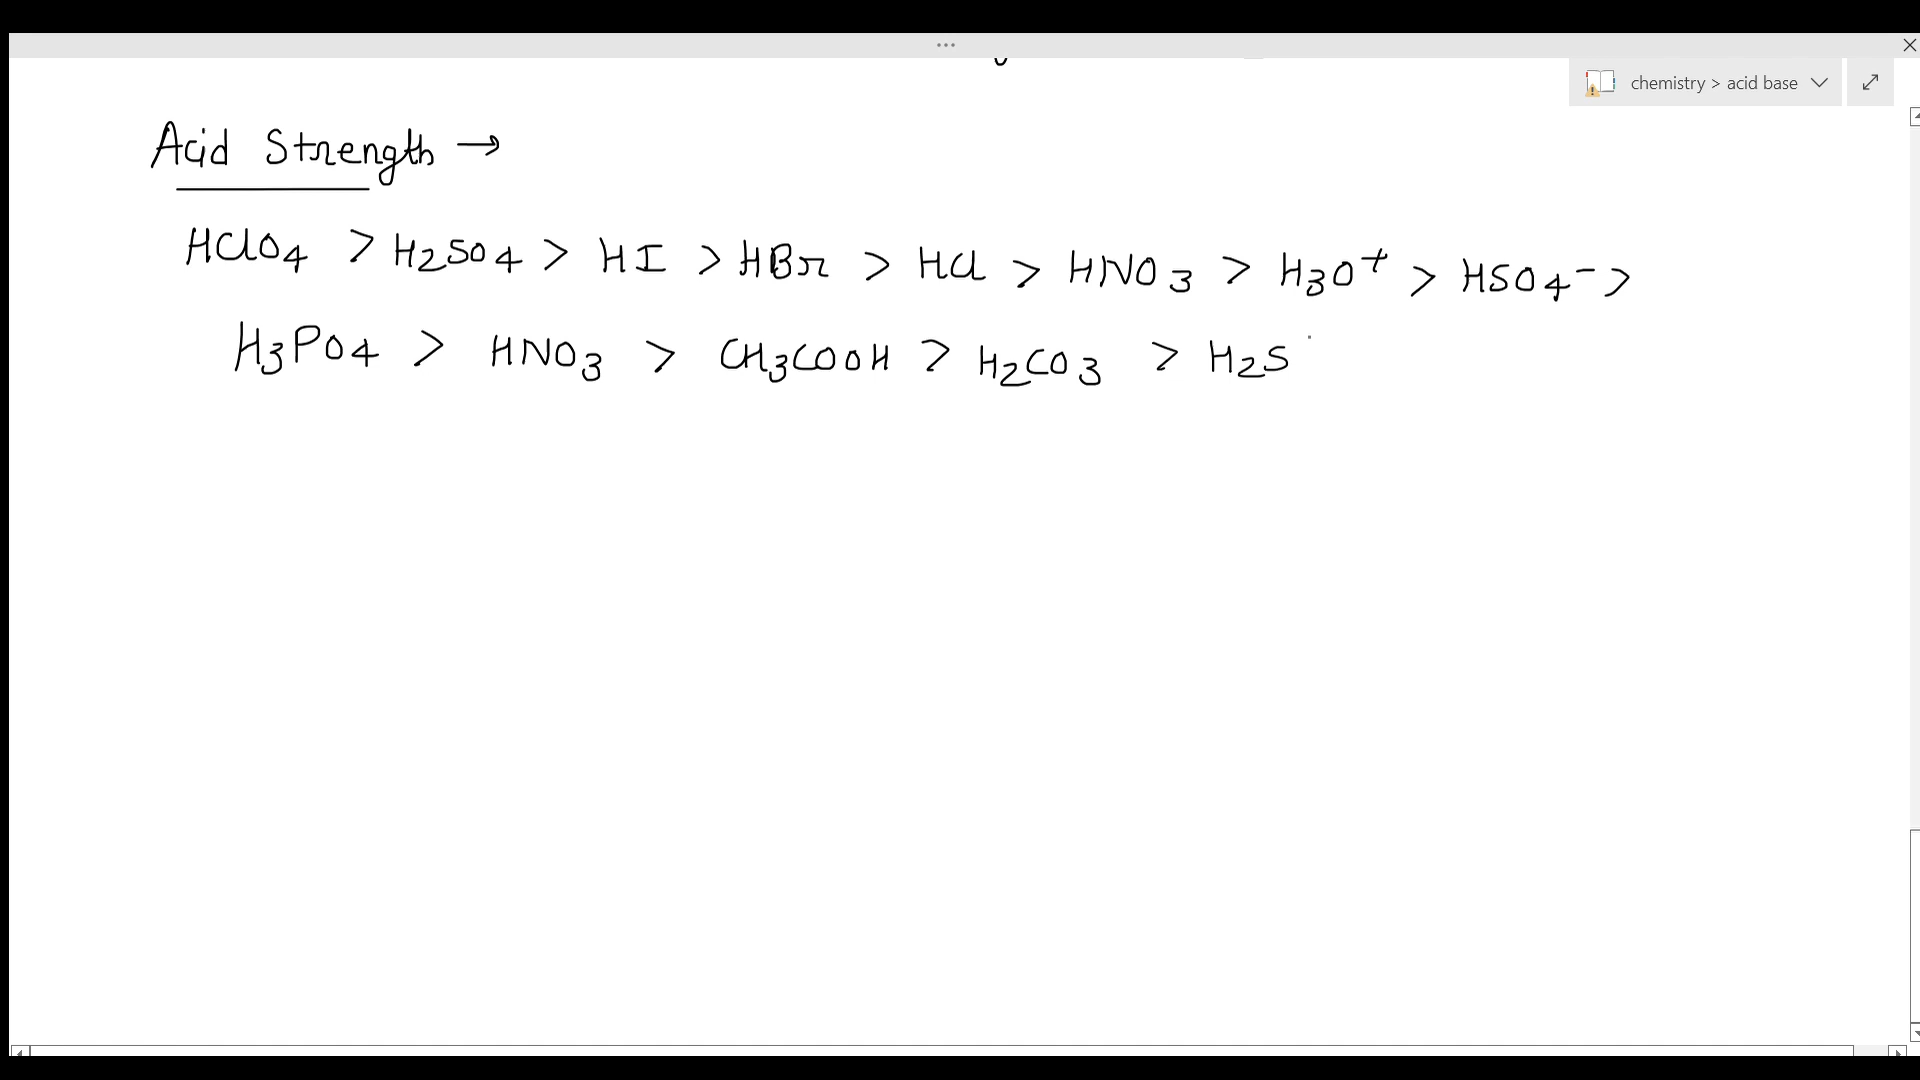 ...
chemistry > acid base
Acid Strength →
HClO4 > H2SO4 > HI > HBr > HCl > HNO3 > H3O+ > HSO4- >
H3PO4 > HNO3 > CH3COOH > H2CO3 > H2S